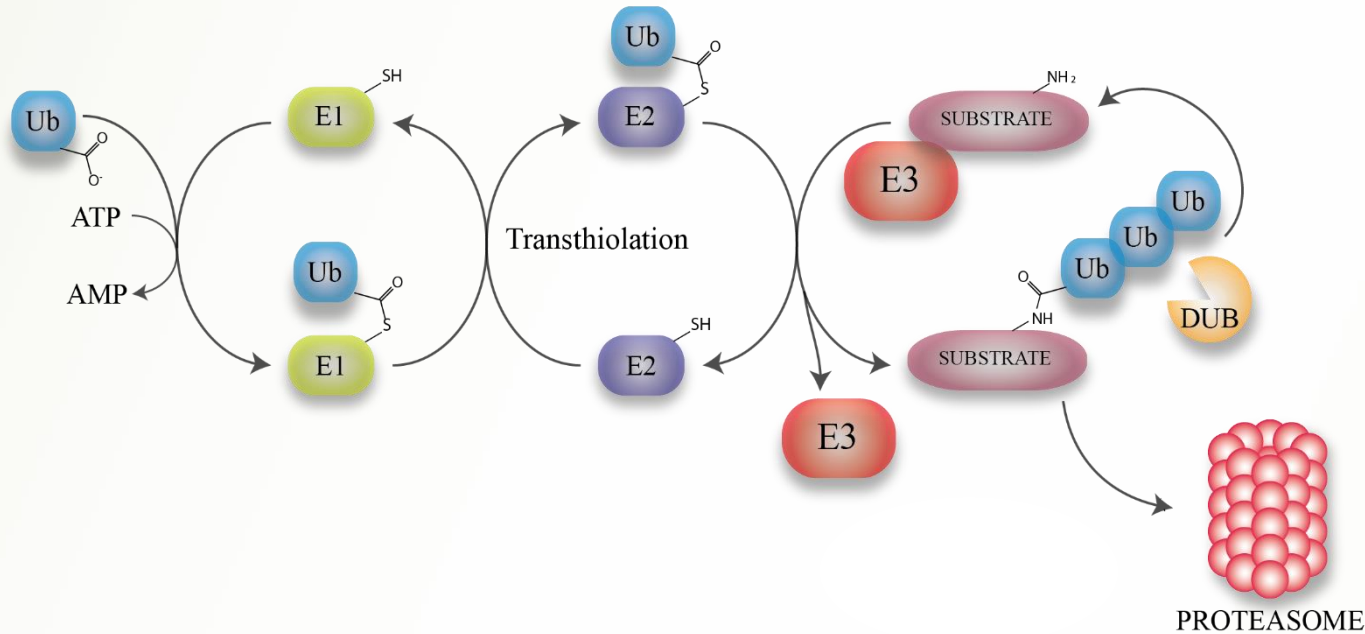 Ub
O
O-
ATP
AMP
SH
E1
Ub
O
S
E1
Transthiolation
Ub
O
S
E2
SH
E2
NH2
SUBSTRATE
E3
Ub
Ub
Ub
O
NH
DUB
SUBSTRATE
E3
PROTEASOME